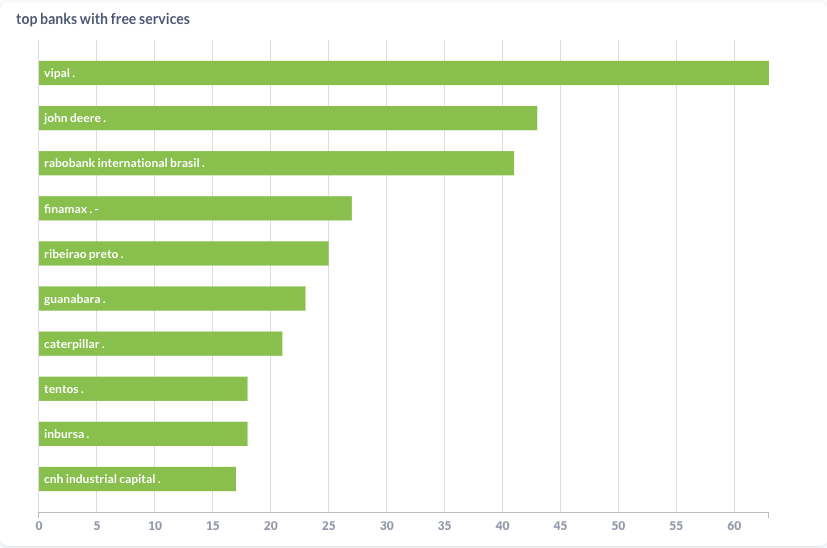 top banks with free services
vipal .
john deere .
rabobank international brasil .
finamax . -
ribeirao preto .
guanabara .
caterpillar .
tentos .
inbursa .
cnh industrial capital .
0 5 10 15 20 25 30 35 40 45 50 55 60